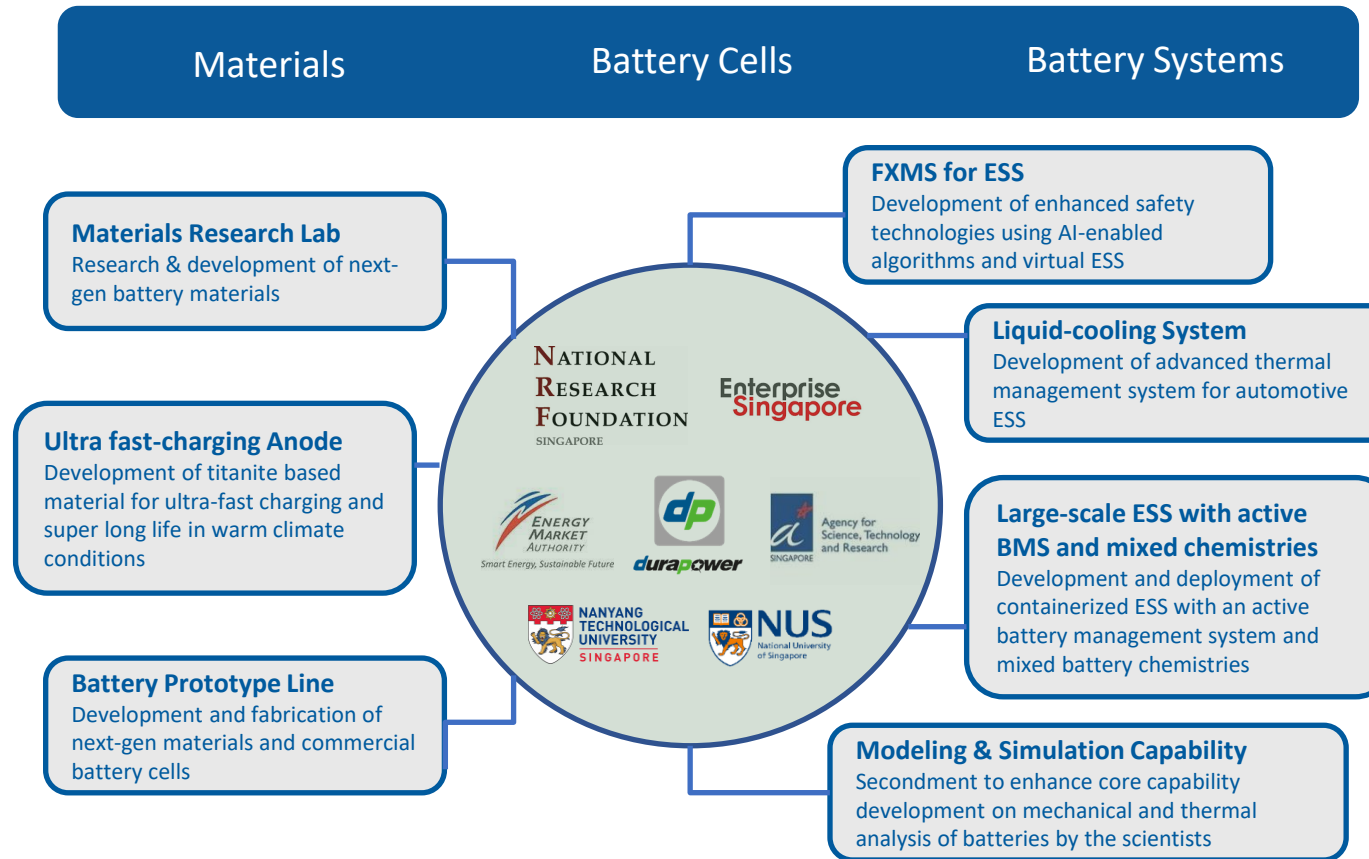 Materials
Battery Cells
Battery Systems
Materials Research Lab
Research & development of next-
gen battery materials
Ultra fast-charging Anode
Development of titanite based
material for ultra-fast charging and
super long life in warm climate
conditions
Battery Prototype Line
Development and fabrication of
next-gen materials and commercial
battery cells
NATIONAL
RESEARCH
FOUNDATION
SINGAPORE
Enterprise
Singapore
ENERGY
MARKET
AUTHORITY
Smart Energy, Sustainable Future
dp
durapower
a
SINGAPORE
Agency for
Science, Technology
and Research
NANYANG
TECHNOLOGICAL
UNIVERSITY
SINGAPORE
NUS
National University
of Singapore
FXMS for ESS
Development of enhanced safety
technologies using AI-enabled
algorithms and virtual ESS
Liquid-cooling System
Development of advanced thermal
management system for automotive
ESS
Large-scale ESS with active
BMS and mixed chemistries
Development and deployment of
containerized ESS with an active
battery management system and
mixed battery chemistries
Modeling & Simulation Capability
Secondment to enhance core capability
development on mechanical and thermal
analysis of batteries by the scientists